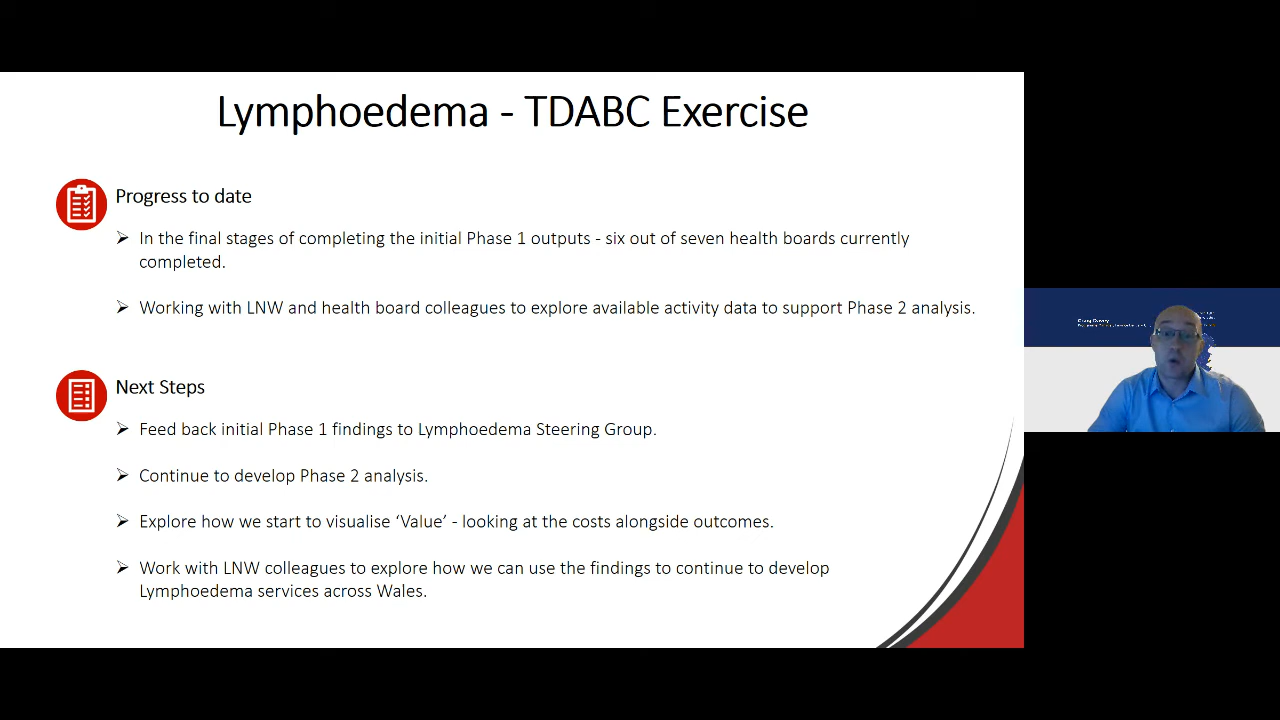 Lymphoedema - TDABC Exercise
Progress to date
➢ In the final stages of completing the initial Phase 1 outputs - six out of seven health boards currently
completed.
➢ Working with LNW and health board colleagues to explore available activity data to support Phase 2 analysis.
Next Steps
➢ Feed back initial Phase 1 findings to Lymphoedema Steering Group.
➢ Continue to develop Phase 2 analysis.
➢ Explore how we start to visualise ‘Value’ - looking at the costs alongside outcomes.
➢ Work with LNW colleagues to explore how we can use the findings to continue to develop
Lymphoedema services across Wales.